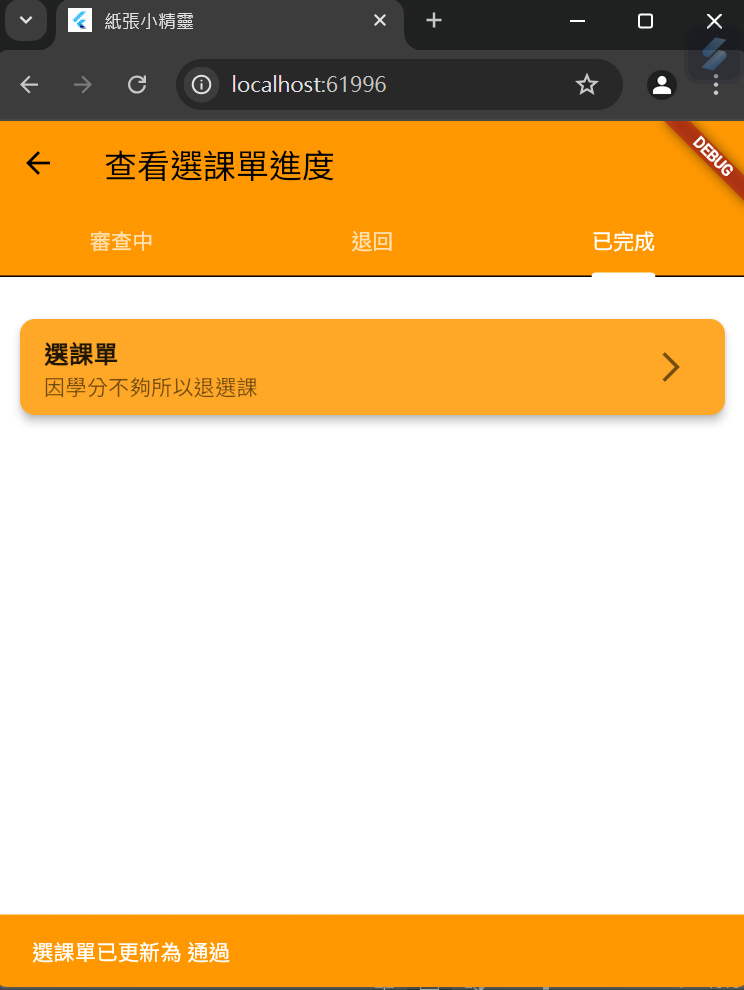 紙張小精靈
localhost:61996
查看選課單進度
DEBUG
審查中
退回
已完成
選課單
因學分不夠所以退選課
選課單已更新為 通過